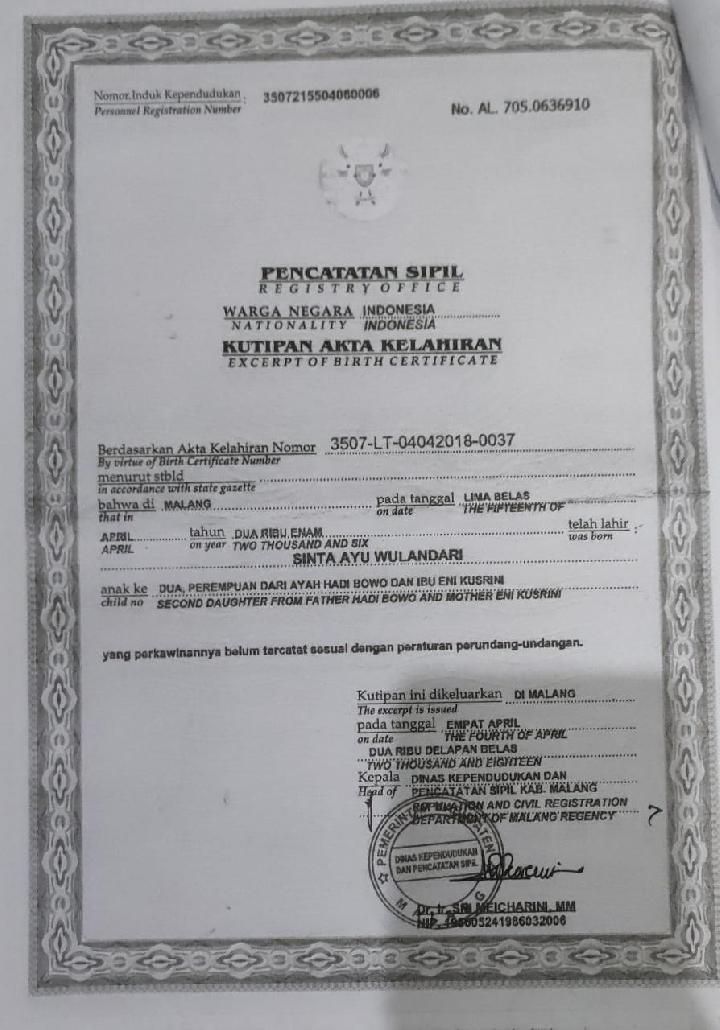 Nomor Induk Kependudukan : 3507215504060006
Personnel Registration Number
No. AL. 705.0636910
PENCATATAN SIPIL
REGISTRY OFFICE
WARGA NEGARA INDONESIA
NATIONALITY INDONESIA
KUTIPAN AKTA KELAHIRAN
EXCERPT OF BIRTH CERTIFICATE
Berdasarkan Akta Kelahiran Nomor 3507-LT-04042018-0037
By virtue of Birth Certificate Number
menurut stbld
in accordance with state gazette
bahwa di MALANG pada tanggal LIMA BELAS
that in on date THE FIFTEENTH OF
APRIL tahun DUA RIBU ENAM telah lahir :
APRIL on year TWO THOUSAND AND SIX was born
SINTA AYU WULANDARI
anak ke DUA, PEREMPUAN DARI AYAH HADI BOWO DAN IBU ENI KUSRINI
child no SECOND DAUGHTER FROM FATHER HADI BOWO AND MOTHER ENI KUSRINI
yang perkawinannya belum tercatat sesuai dengan peraturan perundang-undangan.
Kutipan ini dikeluarkan DI MALANG
The excerpt is issued
pada tanggal EMPAT APRIL
on date THE FOURTH OF APRIL
DUA RIBU DELAPAN BELAS
TWO THOUSAND AND EIGHTEEN
Kepala DINAS KEPENDUDUKAN DAN
Head of PENCATATAN SIPIL KAB. MALANG
POPULATION AND CIVIL REGISTRATION
DEPARTMENT OF MALANG REGENCY
DINAS KEPENDUDUKAN
DAN PENCATATAN SIPIL
MALANG
Dr. Ir. SRI MEICHARINI, MM